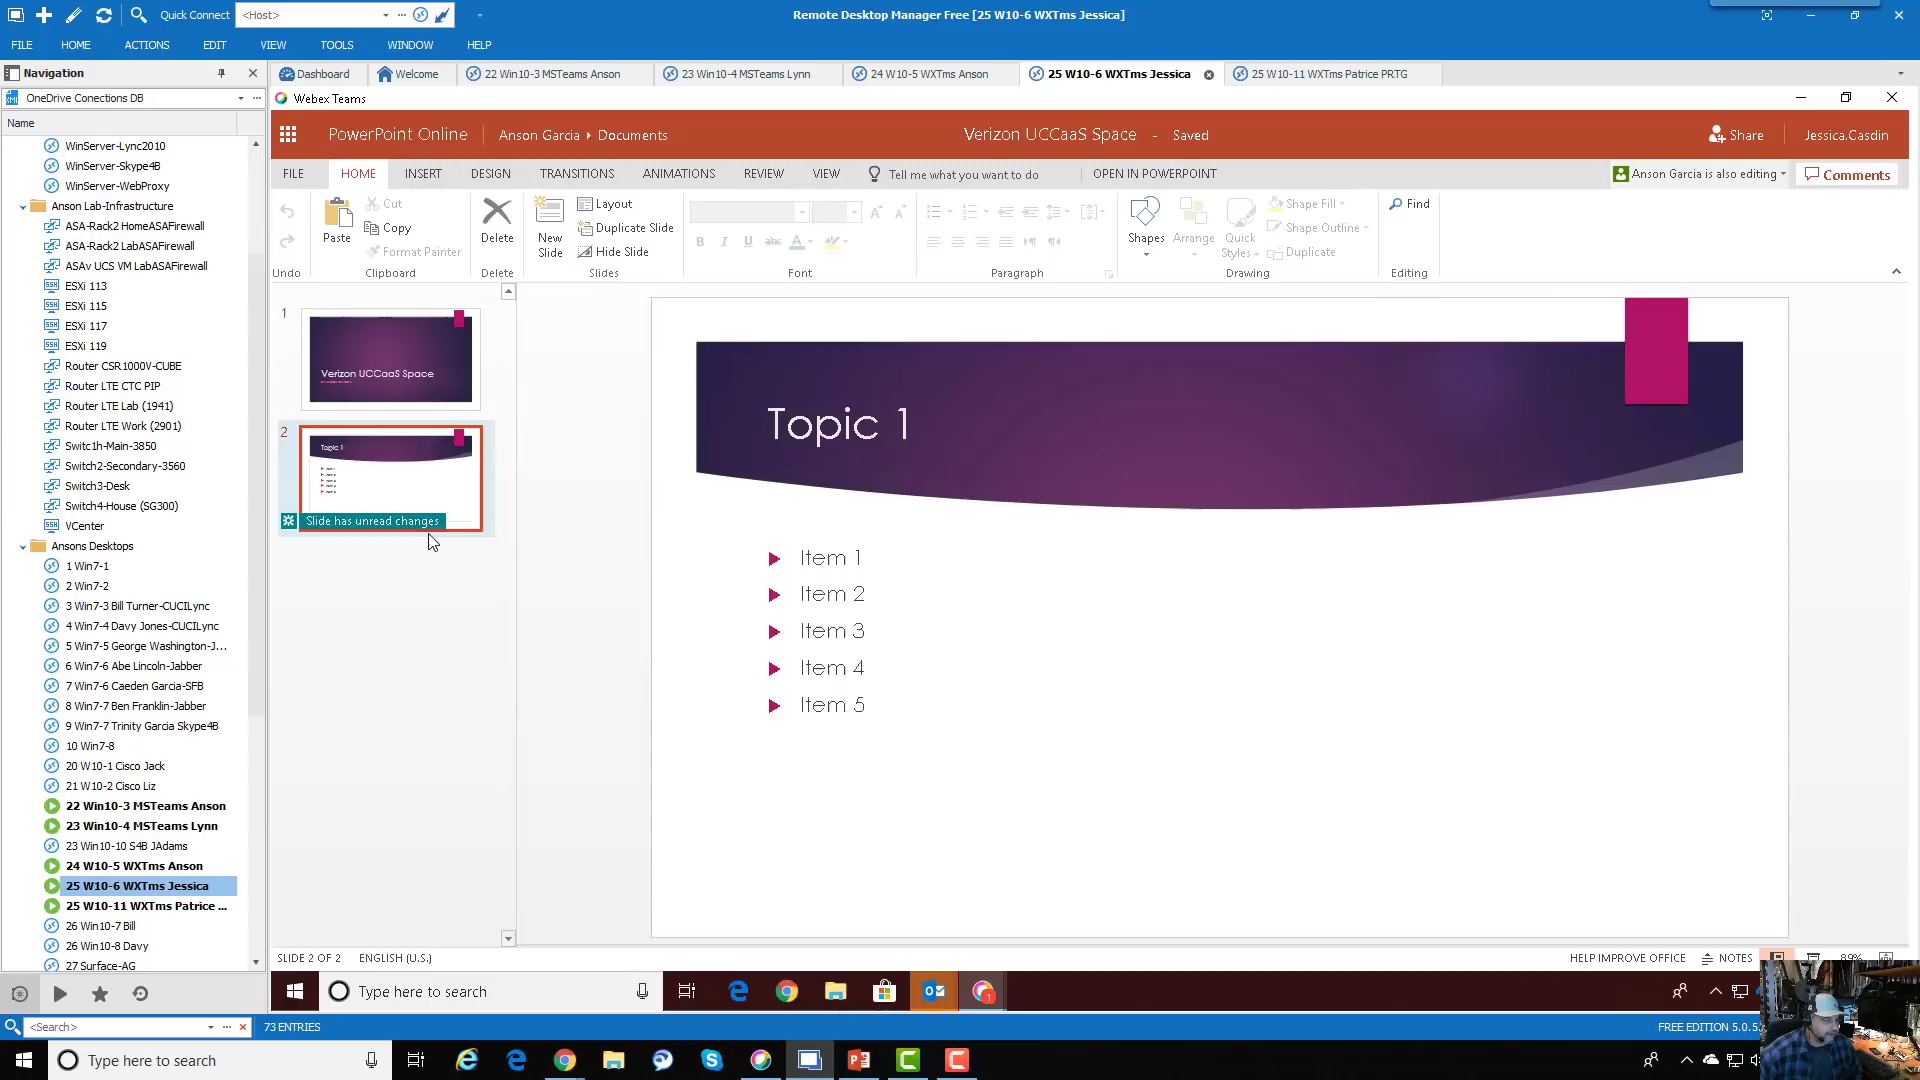 Quick Connect <Host>
Remote Desktop Manager Free [25 W10-6 WXTms Jessica]
FILE HOME ACTIONS EDIT VIEW TOOLS WINDOW HELP
Navigation
Dashboard Welcome 22 Win10-3 MSTeams Anson 23 Win10-4 MSTeams Lynn 24 W10-5 WXTms Anson 25 W10-6 WXTms Jessica 25 W10-11 WXTms Patrice PRTG
OneDrive Conections DB
Name
WinServer-Lync2010
WinServer-Skype4B
WinServer-WebProxy
Anson Lab-Infrastructure
ASA-Rack2 HomeASAFirewall
ASA-Rack2 LabASAFirewall
ASAv UCS VM LabASAFirewall
ESXi 113
ESXi 115
ESXi 117
ESXi 119
Router CSR1000V-CUBE
Router LTE CTC PIP
Router LTE Lab (1941)
Router LTE Work (2901)
Switc1h-Main-3850
Switch2-Secondary-3560
Switch3-Desk
Switch4-House (SG300)
VCenter
Ansons Desktops
1 Win7-1
2 Win7-2
3 Win7-3 Bill Turner-CUCILync
4 Win7-4 Davy Jones-CUCILync
5 Win7-5 George Washington-J...
6 Win7-6 Abe Lincoln-Jabber
7 Win7-6 Caeden Garcia-SFB
8 Win7-7 Ben Franklin-Jabber
9 Win7-7 Trinity Garcia Skype4B
10 Win7-8
20 W10-1 Cisco Jack
21 W10-2 Cisco Liz
22 Win10-3 MSTeams Anson
23 Win10-4 MSTeams Lynn
23 Win10-10 S4B JAdams
24 W10-5 WXTms Anson
25 W10-6 WXTms Jessica
25 W10-11 WXTms Patrice ...
26 Win10-7 Bill
26 Win10-8 Davy
27 Surface-AG
Webex Teams
PowerPoint Online Anson Garcia Documents Verizon UCCaaS Space - Saved Share Jessica.Casdin
FILE HOME INSERT DESIGN TRANSITIONS ANIMATIONS REVIEW VIEW Tell me what you want to do OPEN IN POWERPOINT Anson Garcia is also editing Comments
Paste
Cut
Copy
Format Painter
Delete
New Slide
Layout
Duplicate Slide
Hide Slide
B I U abc A
Shapes
Arrange
Quick Styles
Shape Fill
Shape Outline
Duplicate
Find
Undo Clipboard Delete Slides Font Paragraph Drawing Editing
1
Verizon UCCaaS Space
2
Topic 1
Slide has unread changes
Topic 1
Item 1
Item 2
Item 3
Item 4
Item 5
SLIDE 2 OF 2 ENGLISH (U.S.) HELP IMPROVE OFFICE NOTES 89%
Type here to search
1
<Search>
73 ENTRIES
FREE EDITION 5.0.5
Type here to search